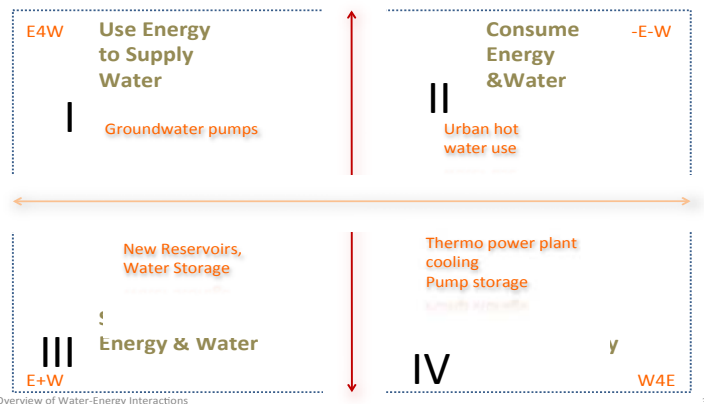 E4W
Use Energy
to Supply
Water
I
Groundwater pumps
Consume
Energy
&Water
-E-W
II
Urban hot
water use
New Reservoirs,
Water Storage
Energy & Water
III
E+W
Thermo power plant
cooling
Pump storage
IV
W4E
Overview of Water-Energy Interactions